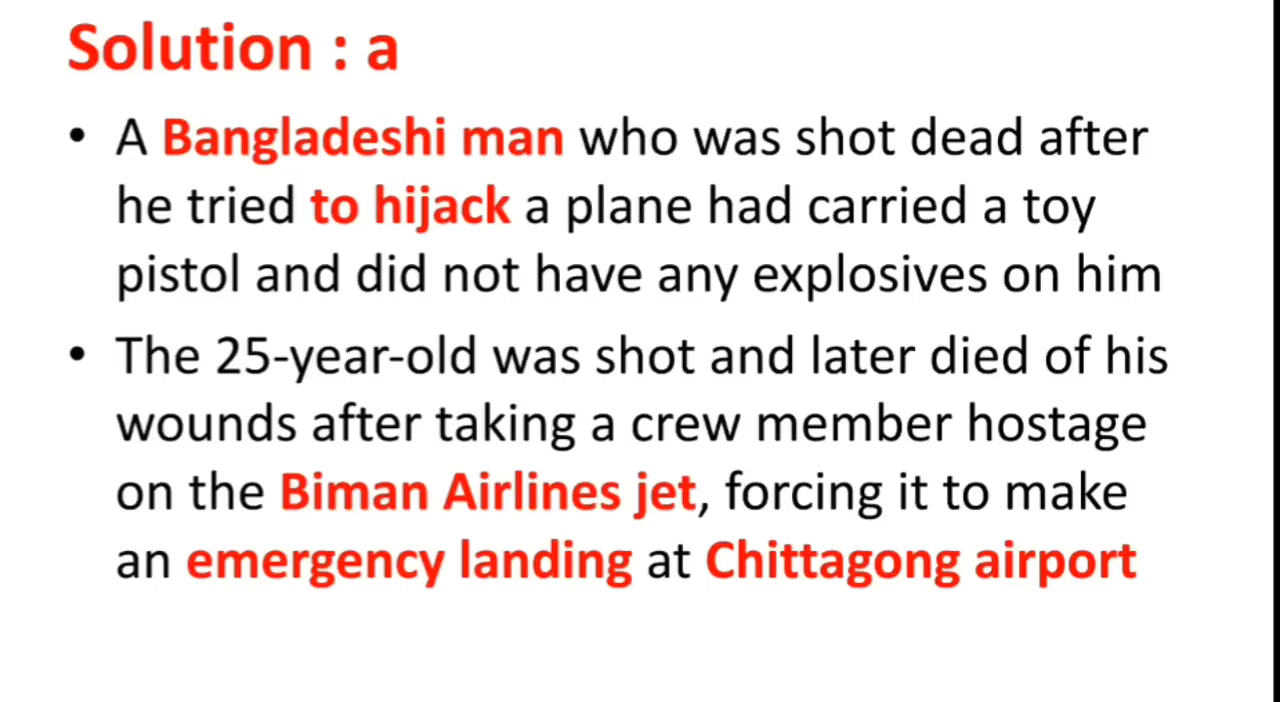 Solution : a
• A Bangladeshi man who was shot dead after
he tried to hijack a plane had carried a toy
pistol and did not have any explosives on him
• The 25-year-old was shot and later died of his
wounds after taking a crew member hostage
on the Biman Airlines jet, forcing it to make
an emergency landing at Chittagong airport